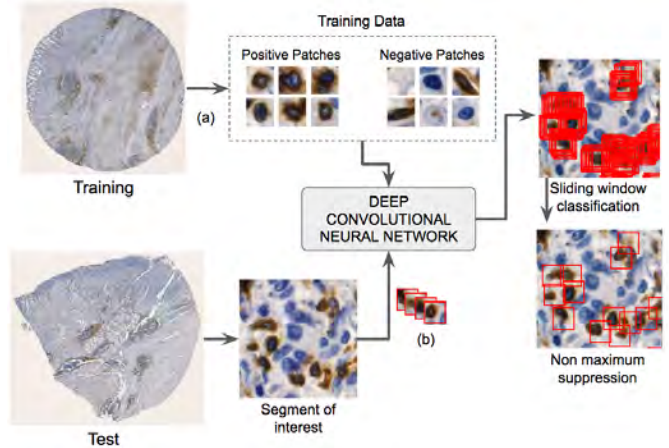 Training Data
Positive Patches
Negative Patches
(a)
Training
DEEP
CONVOLUTIONAL
NEURAL NETWORK
Sliding window
classification
(b)
Segment of
interest
Test
Non maximum
suppression